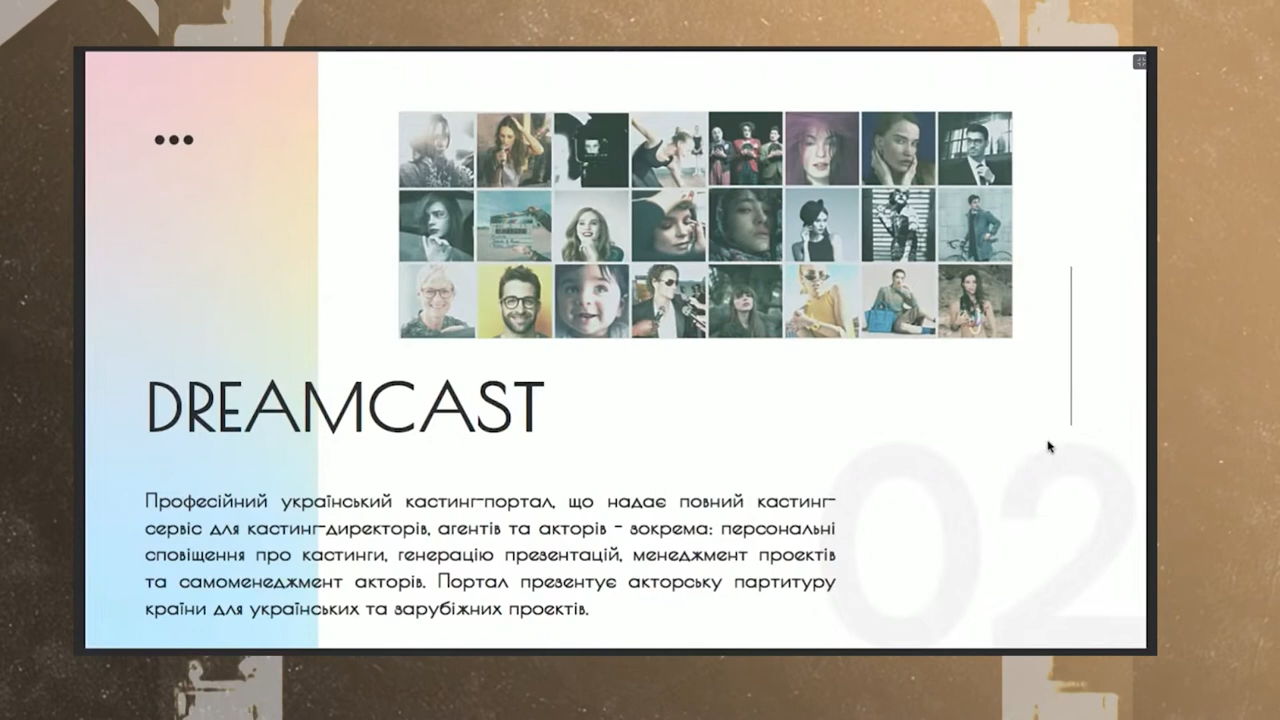 DREAMCAST
Професійний український кастинг-портал, що надає повний кастинг-
сервіс для кастинг-директорів, агентів та акторів - зокрема: персональні
сповіщення про кастинги, генерацію презентацій, менеджмент проектів
та самоменеджмент акторів. Портал презентує акторську партитуру
країни для українських та зарубіжних проектів.
02